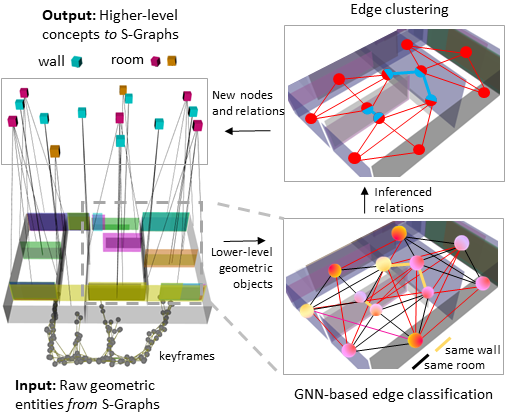 Output: Higher-level
concepts to S-Graphs
wall
room
Edge clustering
New nodes
and relations
Inferenced
relations
Lower-level
geometric
objects
keyframes
same wall
same room
Input: Raw geometric
entities from S-Graphs
GNN-based edge classification